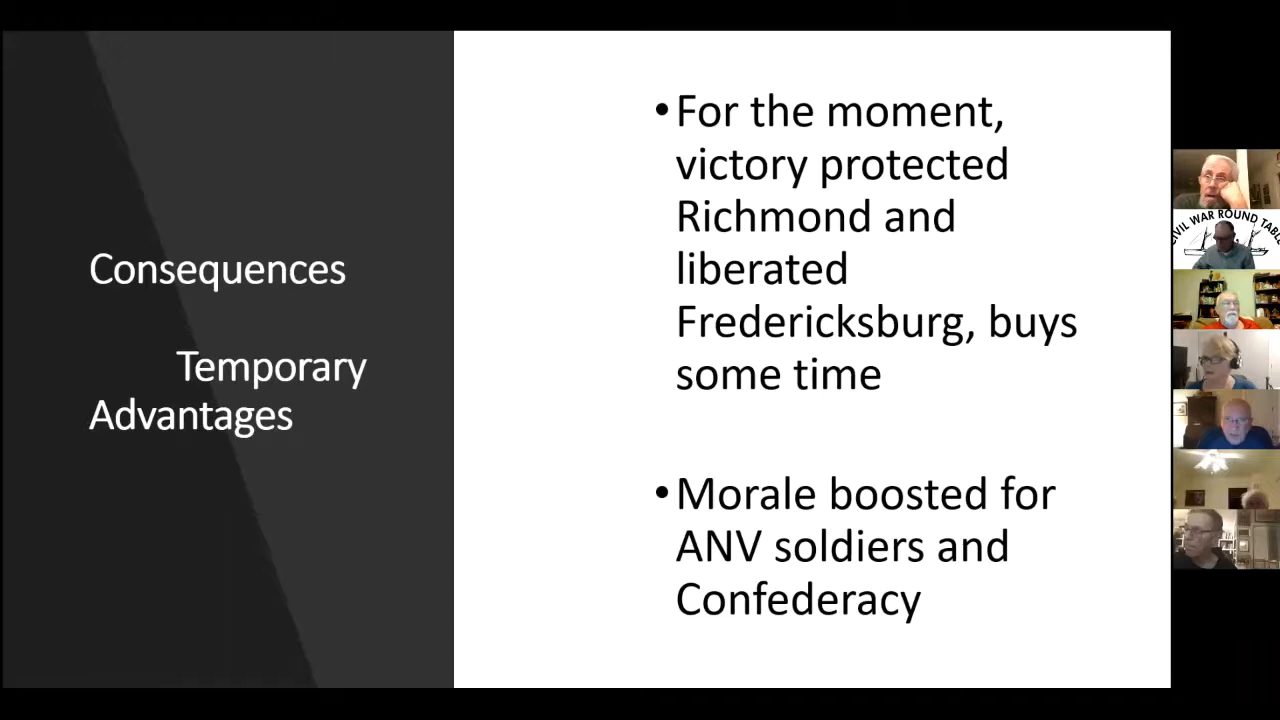 Consequences
Temporary
Advantages
•For the moment,
victory protected
Richmond and
liberated
Fredericksburg, buys
some time
•Morale boosted for
ANV soldiers and
Confederacy
CIVIL WAR ROUND TABLE